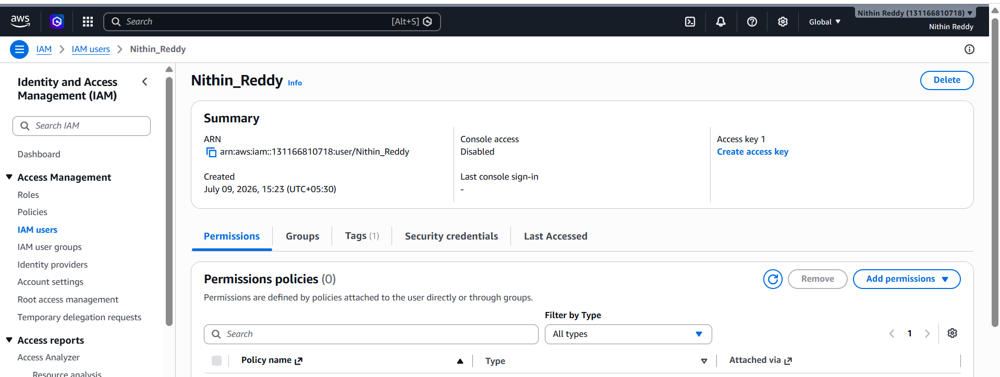 aws
Search
[Alt+S]
Global
Nithin Reddy (131166810718)
Nithin Reddy
IAM
IAM users
Nithin_Reddy
Identity and Access
Management (IAM)
Search IAM
Dashboard
Access Management
Roles
Policies
IAM users
IAM user groups
Identity providers
Account settings
Root access management
Temporary delegation requests
Access reports
Access Analyzer
Resource analysis
Nithin_Reddy Info
Delete
Summary
ARN
arn:aws:iam::131166810718:user/Nithin_Reddy
Created
July 09, 2026, 15:23 (UTC+05:30)
Console access
Disabled
Last console sign-in
-
Access key 1
Create access key
Permissions
Groups
Tags (1)
Security credentials
Last Accessed
Permissions policies (0)
Permissions are defined by policies attached to the user directly or through groups.
Remove
Add permissions
Filter by Type
Search
All types
1
Policy name
Type
Attached via